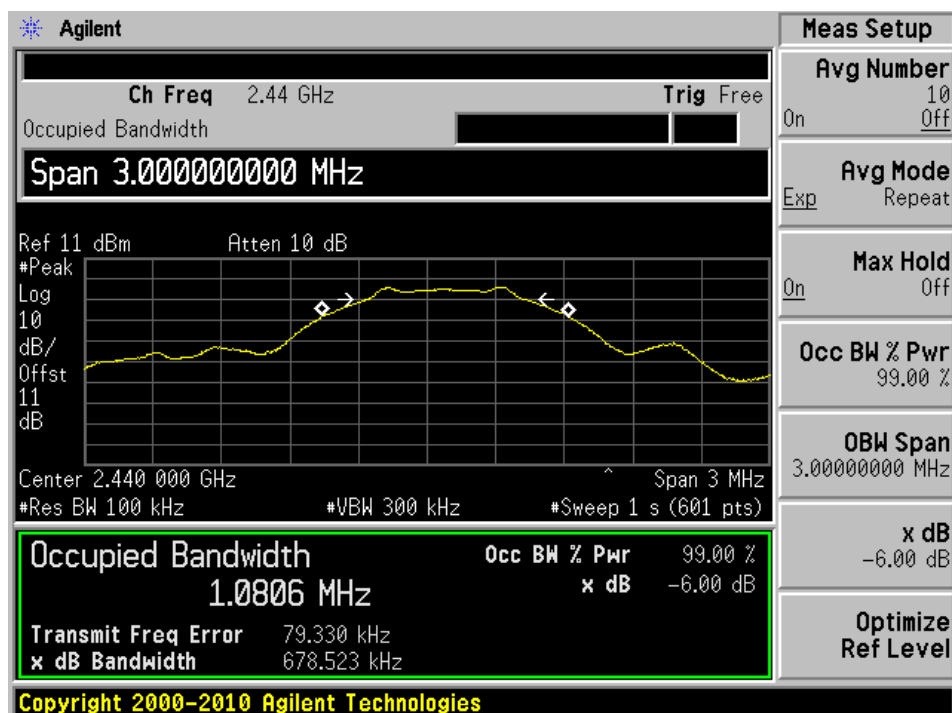 Agilent
Ch Freq 2.44 GHz Trig Free
Occupied Bandwidth
Span 3.000000000 MHz
Ref 11 dBm Atten 10 dB
#Peak
Log
10
dB/
Offst
11
dB
Center 2.440 000 GHz Span 3 MHz
#Res BW 100 kHz #VBW 300 kHz #Sweep 1 s (601 pts)
Occupied Bandwidth Occ BW % Pwr 99.00 %
1.0806 MHz x dB -6.00 dB
Transmit Freq Error 79.330 kHz
x dB Bandwidth 678.523 kHz
Copyright 2000-2010 Agilent Technologies
Meas Setup
Avg Number
10
On Off
Avg Mode
Exp Repeat
Max Hold
On Off
Occ BW % Pwr
99.00 %
OBW Span
3.00000000 MHz
x dB
-6.00 dB
Optimize
Ref Level